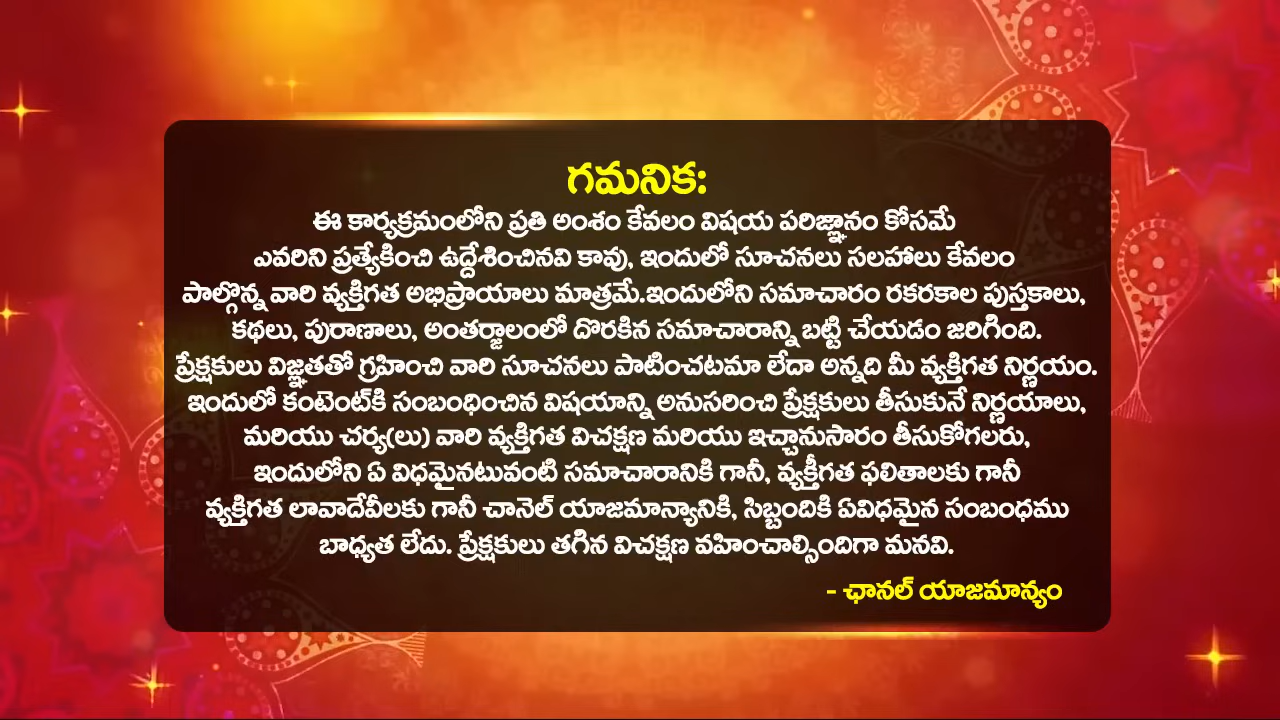 గమనిక:
ఈ కార్యక్రమంలోని ప్రతి అంశం కేవలం విషయ పరిజ్ఞానం కోసమే
ఎవరిని ప్రత్యేకించి ఉద్దేశించినవి కావు, ఇందులో సూచనలు సలహాలు కేవలం
పాల్గొన్న వారి వ్యక్తిగత అభిప్రాయాలు మాత్రమే.ఇందులోని సమాచారం రకరకాల పుస్తకాలు,
కథలు, పురాణాలు, అంతర్జాలంలో దొరకిన సమాచారాన్ని బట్టి చేయడం జరిగింది.
ప్రేక్షకులు విజ్ఞతతో గ్రహించి వారి సూచనలు పాటించటమా లేదా అన్నది మీ వ్యక్తిగత నిర్ణయం.
ఇందులో కంటెంట్‌కి సంబంధించిన విషయాన్ని అనుసరించి ప్రేక్షకులు తీసుకునే నిర్ణయాలు,
మరియు చర్య(లు) వారి వ్యక్తిగత విచక్షణ మరియు ఇచ్చానుసారం తీసుకోగలరు,
ఇందులోని ఏ విధమైనటువంటి సమాచారానికి గానీ, వ్యక్తీగత ఫలితాలకు గానీ
వ్యక్తిగత లావాదేవీలకు గానీ చానెల్ యాజమాన్యానికి, సిబ్బందికి ఏవిధమైన సంబంధము
బాధ్యత లేదు. ప్రేక్షకులు తగిన విచక్షణ వహించాల్సిందిగా మనవి.
- ఛానల్ యాజమాన్యం